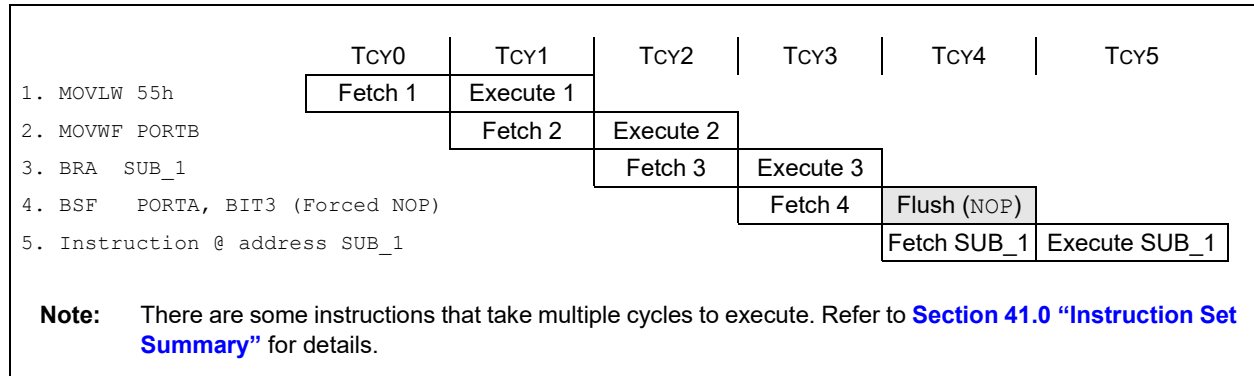 TCY0 TCY1 TCY2 TCY3 TCY4 TCY5
1. MOVLW 55h Fetch 1 Execute 1
2. MOVWF PORTB Fetch 2 Execute 2
3. BRA SUB_1 Fetch 3 Execute 3
4. BSF PORTA, BIT3 (Forced NOP) Fetch 4 Flush (NOP)
5. Instruction @ address SUB_1 Fetch SUB_1 Execute SUB_1
Note: There are some instructions that take multiple cycles to execute. Refer to Section 41.0 “Instruction Set
Summary” for details.